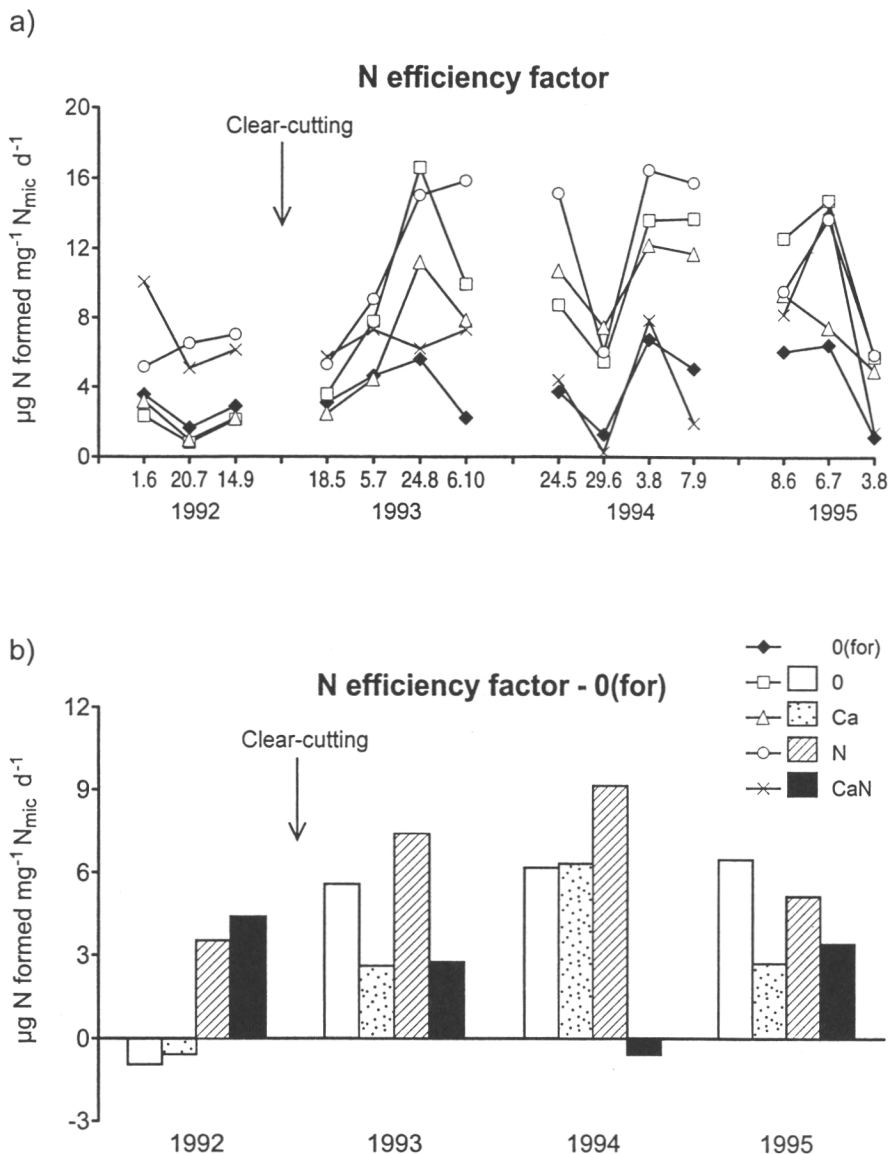 a)
N efficiency factor
Clear-cutting
µg N formed mg⁻¹ Nmic d⁻¹
20
16
12
8
4
0
1.6 20.7 14.9 18.5 5.7 24.8 6.10 24.5 29.6 3.8 7.9 8.6 6.7 3.8
1992 1993 1994 1995
b)
N efficiency factor - 0(for)
Clear-cutting
0(for)
0
Ca
N
CaN
µg N formed mg⁻¹ Nmic d⁻¹
12
9
6
3
0
-3
1992 1993 1994 1995